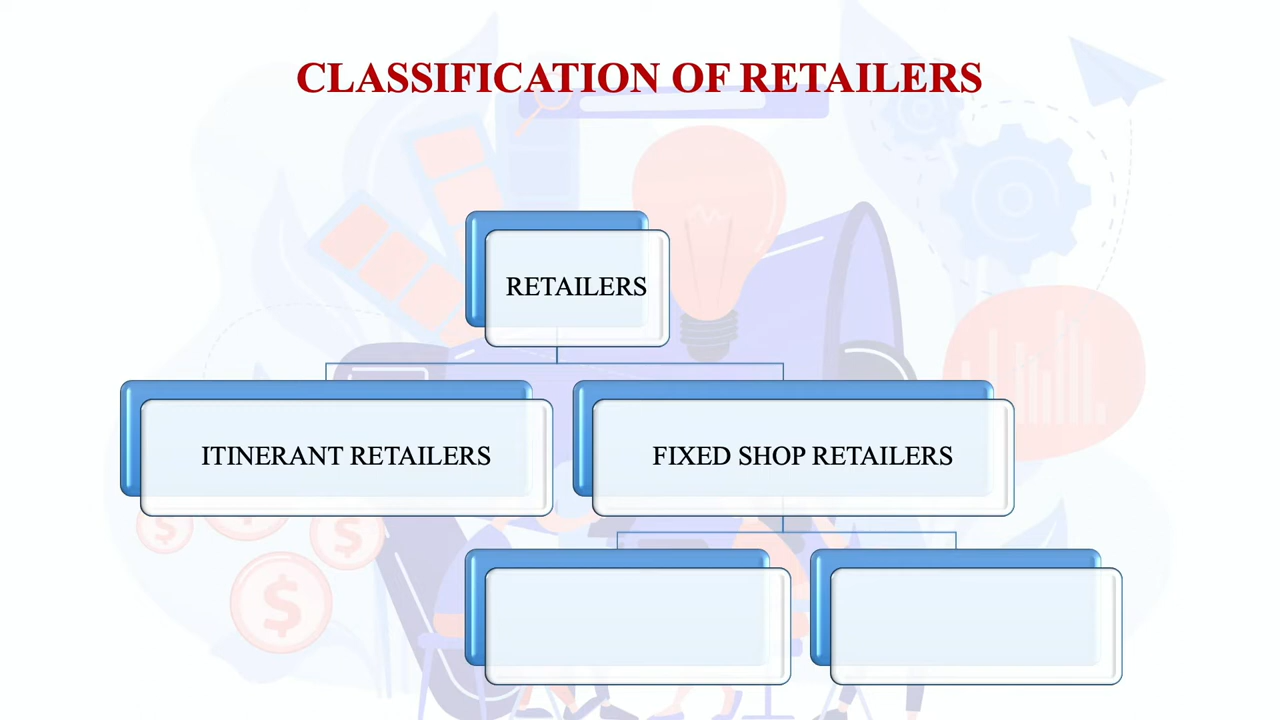 CLASSIFICATION OF RETAILERS
RETAILERS
ITINERANT RETAILERS
FIXED SHOP RETAILERS